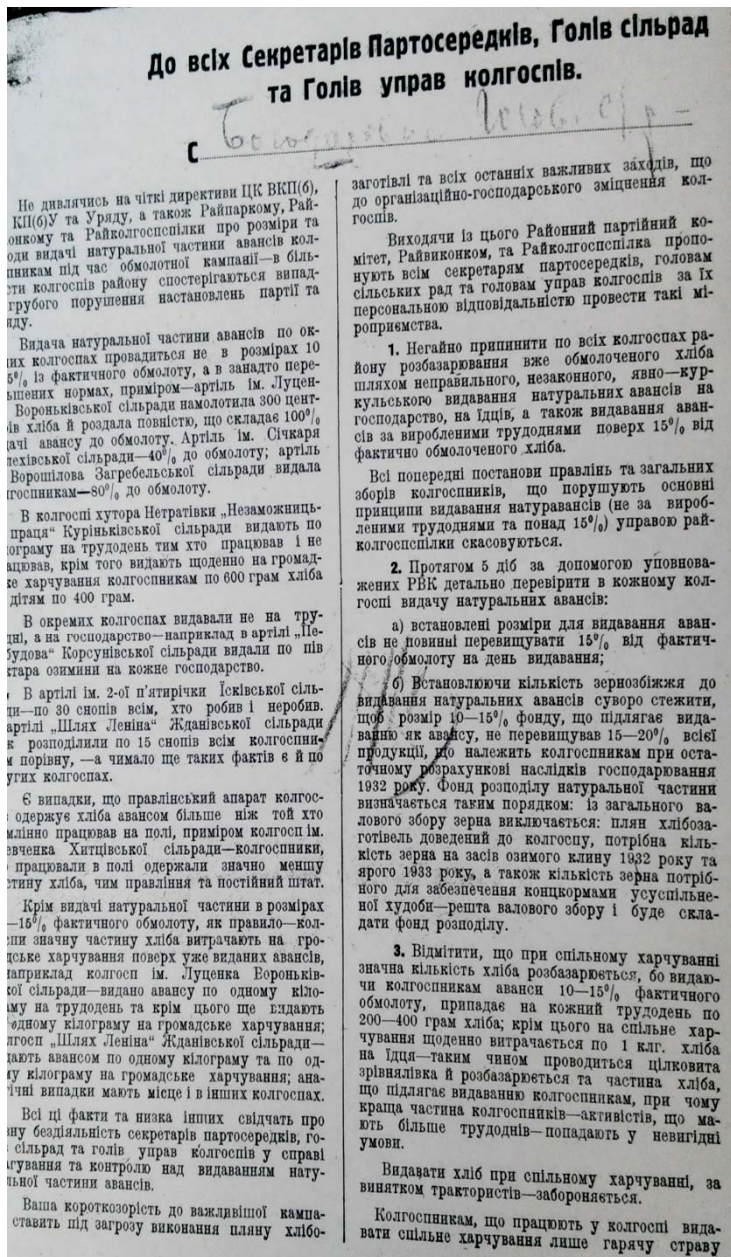 До всіх Секретарів Партосередків, Голів сільрад
та Голів управ колгоспів.
С
Не дивлячись на чіткі директиви ЦК ВКП(б),
КП(б)У та Уряду, а також Райпаркому, Рай-
онкому та Райколгоспспілки про розміри та
оди видачі натуральної частини авансів кол-
пникам під час обмолотної кампанії—в біль-
сти колгоспів району спостерігаються випад-
грубого порушення настановлень партії та
яду.
Видача натуральної частини авансів по ок-
их колгоспах провадиться не в розмірах 10
5% із фактичного обмолоту, а в занадто пере-
ьшених нормах, приміром—артіль ім. Луцен-
Вороньківської сільради намолотила 300 цент-
ів хліба й роздала повністю, що складає 100%
ачі авансу до обмолоту. Артіль ім. Січкаря
лехівської сільради—40% до обмолоту; артіль
Ворошілова Загребельської сільради видала
лгоспникам—80% до обмолоту.
В колгоспі хутора Нетратівки „Незаможниць-
праця" Куріньківської сільради видають по
ограму на трудодень тим хто працював і не
ацював, крім того видають щоденно на громад-
ке харчування колгоспникам по 600 грам хліба
дітям по 400 грам.
В окремих колгоспах видавали не на тру-
дні, а на господарство—наприклад в артілі „Пе-
будова" Корсунівської сільради видали по пів
ктара озимини на кожне господарство.
В артілі ім. 2-ої п'ятирічки Ісківської сіль-
ди—по 30 снопів всім, хто робив і неробив.
артілі „Шлях Леніна" Жданівської сільради
к розподілили по 15 снопів всім колгоспни-
м порівну, —а чимало ще таких фактів є й по
угих колгоспах.
Є випадки, що правлінський апарат колгос-
одержує хліба авансом більше ніж той хто
млінно працював на полі, приміром колгосп ім.
евченка Хитцівської сільради—колгоспники,
працювали в полі одержали значно меншу
стину хліба, чим правління та постійний штат.
Крім видачі натуральної частини в розмірах
—15% фактичного обмолоту, як правило—кол-
спи значну частину хліба витрачають на гро-
дське харчування поверх уже виданих авансів,
априклад колгосп ім. Луценка Вороньків-
кої сільради—видано авансу по одному кіло-
аму на трудодень та крім цього ще видають
одному кілограму на громадське харчування;
лгосп „Шлях Леніна" Жданівської сільради—
дають авансом по одному кілограму та по од-
му кілограму на громадське харчування; ана-
гічні випадки мають місце і в інших колгоспах.
Всі ці факти та низка інших свідчать про
вну бездіяльність секретарів партосередків, го-
сільрад та голів управ колгоспів у справі
агування та контролю над видаванням нату-
льної частини авансів.
Ваша короткозорість до важливішої кампа-
ставить під загрозу виконання пляну хлібо-
заготівлі та всіх останніх важливих заходів, що
до організаційно-господарського зміцнення кол-
госпів.
Виходячи із цього Районний партійний ко-
мітет, Райвиконком, та Райколгоспспілка пропо-
нують всім секретарям партосередків, головам
сільських рад та головам управ колгоспів за їх
персональною відповідальністю провести такі мі-
роприємства.
1. Негайно припинити по всіх колгоспах ра-
йону розбазарювання вже обмолоченого хліба
шляхом неправильного, незаконного, явно—кур-
кульського видавання натуральних авансів на
господарство, на їдців, а також видавання аван-
сів за виробленими трудоднями поверх 15% від
фактично обмолоченого хліба.
Всі попередні постанови правлінь та загальних
зборів колгоспників, що порушують основні
принципи видавання натуравансів (не за вироб-
леними трудоднями та понад 15%) управою рай-
колгоспспілки скасовуються.
2. Протягом 5 діб за допомогою уповнова-
жених РВК детально перевірити в кожному кол-
госпі видачу натуральних авансів:
а) встановлені розміри для видавання аван-
сів не повинні перевищувати 15% від фактич-
ного обмолоту на день видавання;
б) Встановлюючи кількість зернозбіжжя до
видавання натуральних авансів суворо стежити,
щоб розмір 10—15% фонду, що підлягає вида-
ванню як авансу, не перевищував 15—20% всієї
продукції, що належить колгоспникам при оста-
точному розрахункові наслідків господарювання
1932 року. Фонд розподілу натуральної частини
визначається таким порядком: із загального ва-
лового збору зерна виключається: плян хлібоза-
готівель доведений до колгоспу, потрібна кіль-
кість зерна на засів озимого клину 1932 року та
ярого 1933 року, а також кількість зерна потріб-
ного для забезпечення концкормами усуспільне-
ної худоби—решта валового збору і буде скла-
дати фонд розподілу.
3. Відмітити, що при спільному харчуванні
значна кількість хліба розбазарюється, бо видаю-
чи колгоспникам аванси 10—15% фактичного
обмолоту, припадає на кожний трудодень по
200—400 грам хліба; крім цього на спільне хар-
чування щоденно витрачається по 1 клг. хліба
на їдця—таким чином проводиться цілковита
зрівнялівка й розбазарюється та частина хліба,
що підлягає видаванню колгоспникам, при чому
краща частина колгоспників—активістів, що ма-
ють більше трудоднів—попадають у невигідні
умови.
Видавати хліб при спільному харчуванні, за
винятком трактористів—забороняється.
Колгоспникам, що працюють у колгоспі вида-
вати спільне харчування лише гарячу страву